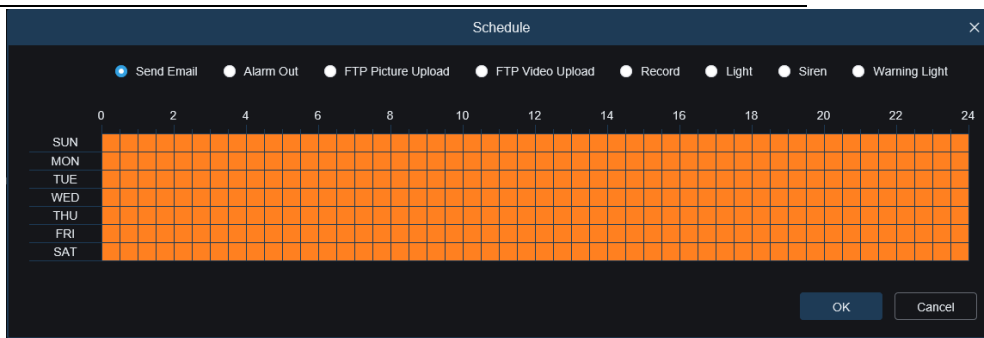 Schedule
Send Email Alarm Out FTP Picture Upload FTP Video Upload Record Light Siren Warning Light
0 2 4 6 8 10 12 14 16 18 20 22 24
SUN
MON
TUE
WED
THU
FRI
SAT
OK Cancel